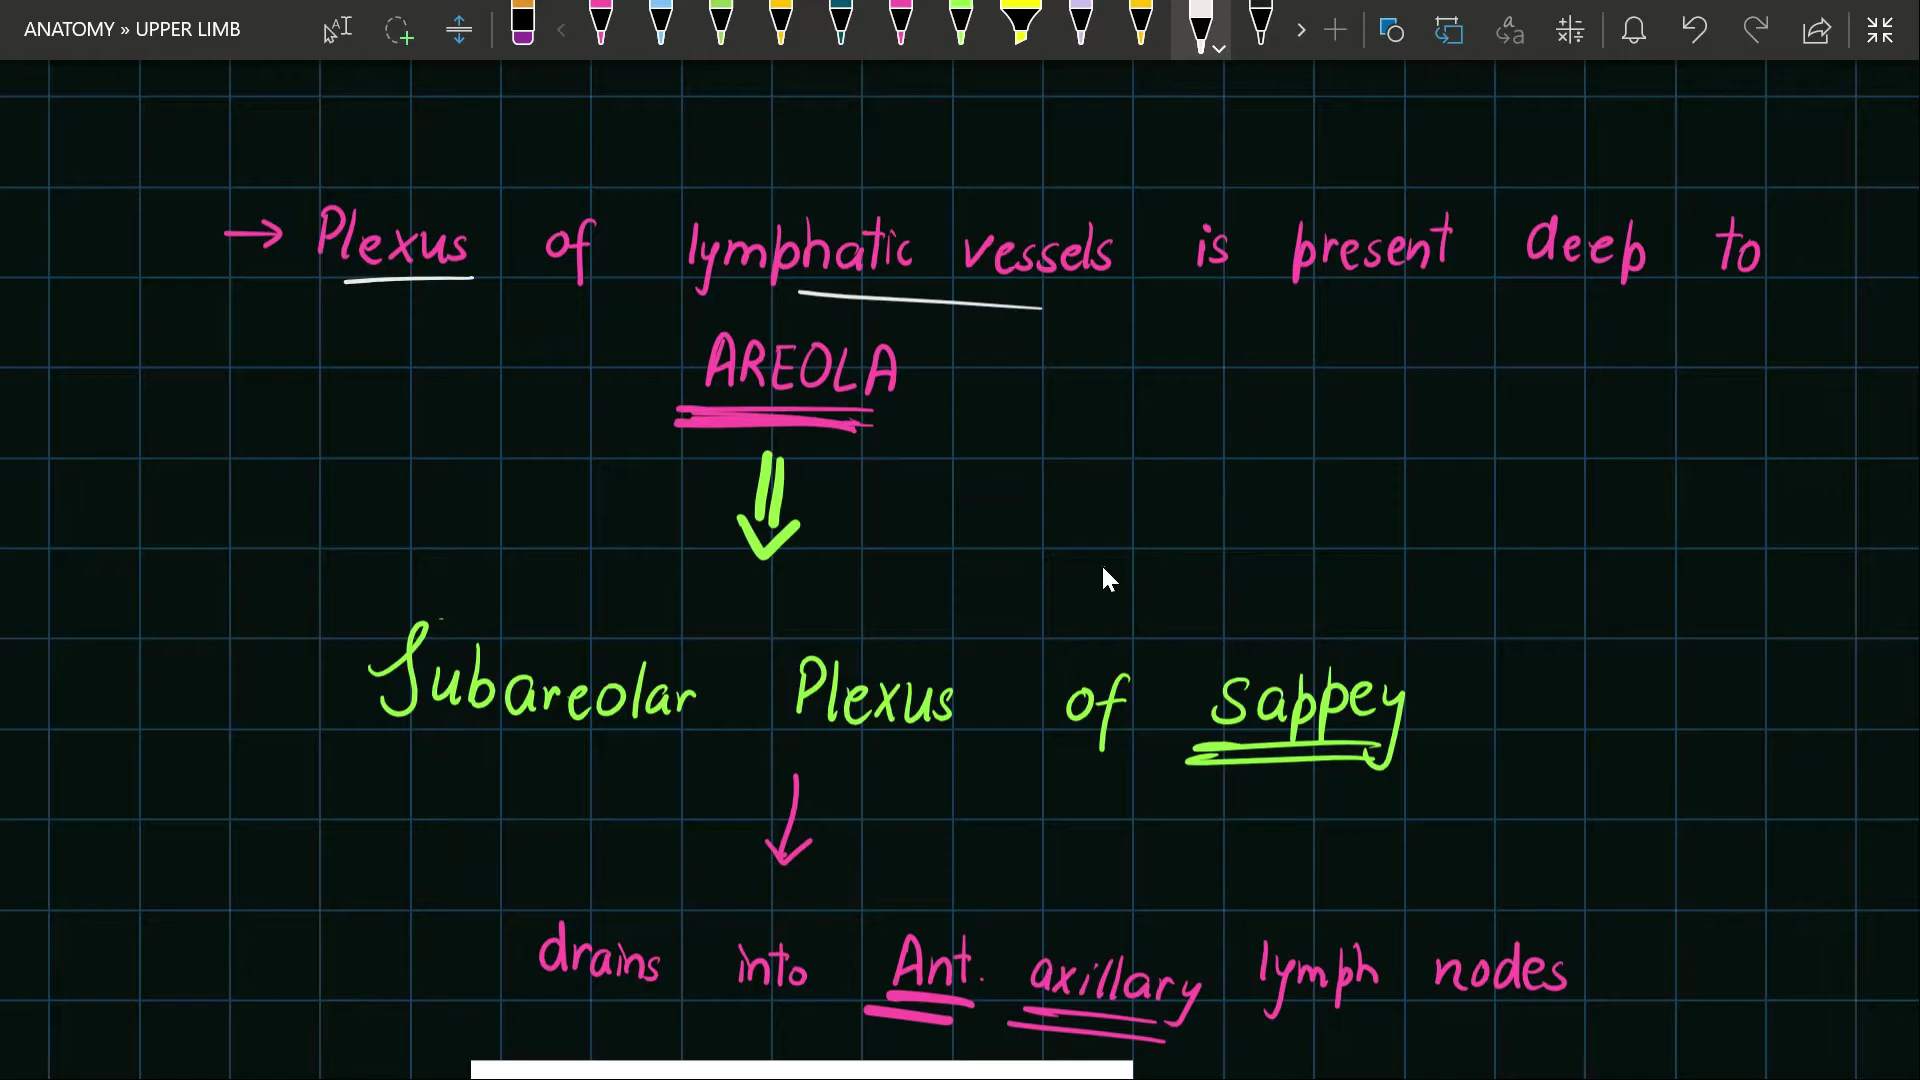 ANATOMY » UPPER LIMB
→ Plexus of lymphatic vessels is present deep to
AREOLA
Subareolar Plexus of Sappey
drains into Ant. axillary lymph nodes